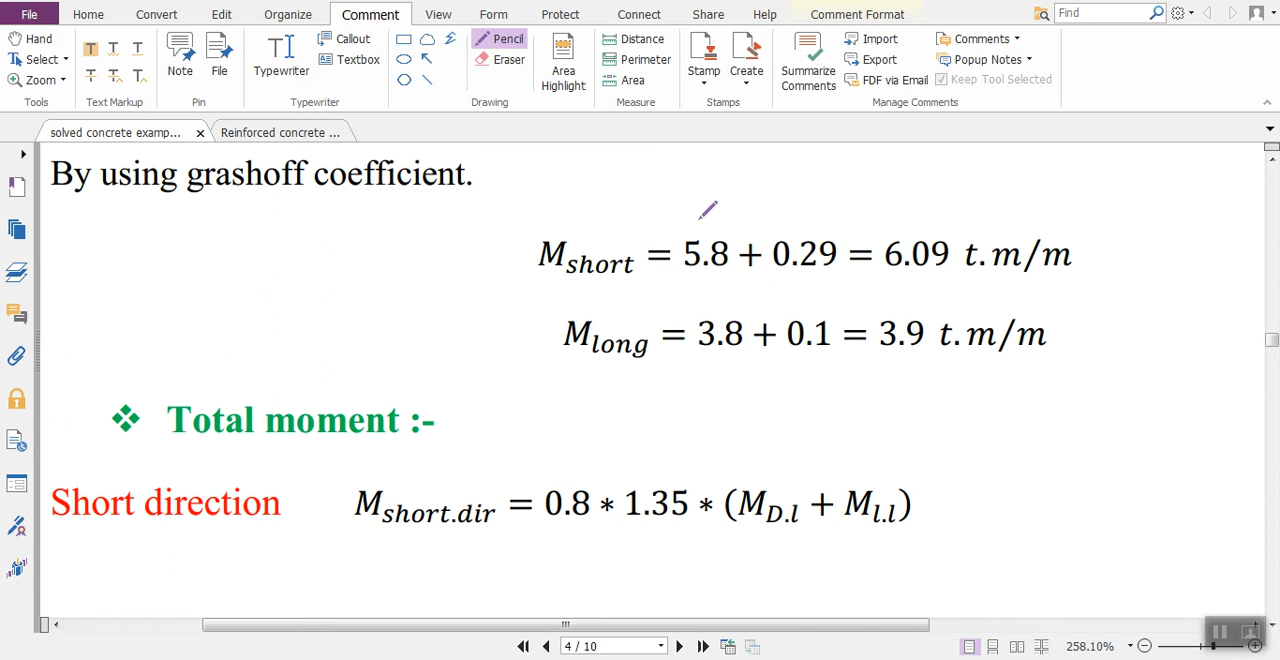 File Home Convert Edit Organize Comment View Form Protect Connect Share Help Comment Format Find
Hand Callout Pencil Distance Import Comments
Select Textbox Eraser Perimeter Export Popup Notes
Zoom Note File Typewriter Area Highlight Area Stamp Create Summarize Comments FDF via Email Keep Tool Selected
Tools Text Markup Pin Typewriter Drawing Measure Stamps Manage Comments
solved concrete examp... Reinforced concrete ...
By using grashoff coefficient.
M_short = 5.8 + 0.29 = 6.09 t.m/m
M_long = 3.8 + 0.1 = 3.9 t.m/m
❖ Total moment :-
Short direction M_short.dir = 0.8 * 1.35 * (M_D.l + M_l.l)
4 / 10 258.10%